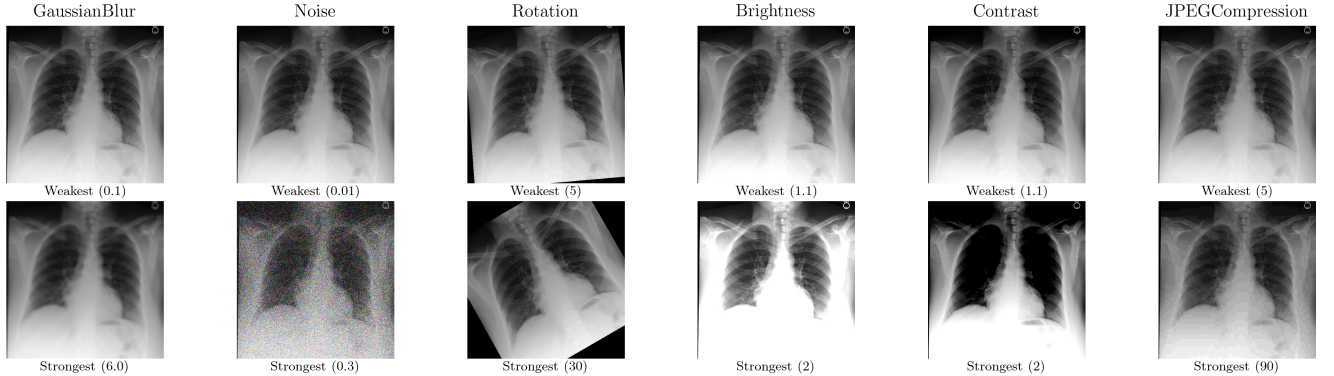 GaussianBlur Noise Rotation Brightness Contrast JPEGCompression
Weakest (0.1) Weakest (0.01) Weakest (5) Weakest (1.1) Weakest (1.1) Weakest (5)
Strongest (6.0) Strongest (0.3) Strongest (30) Strongest (2) Strongest (2) Strongest (90)